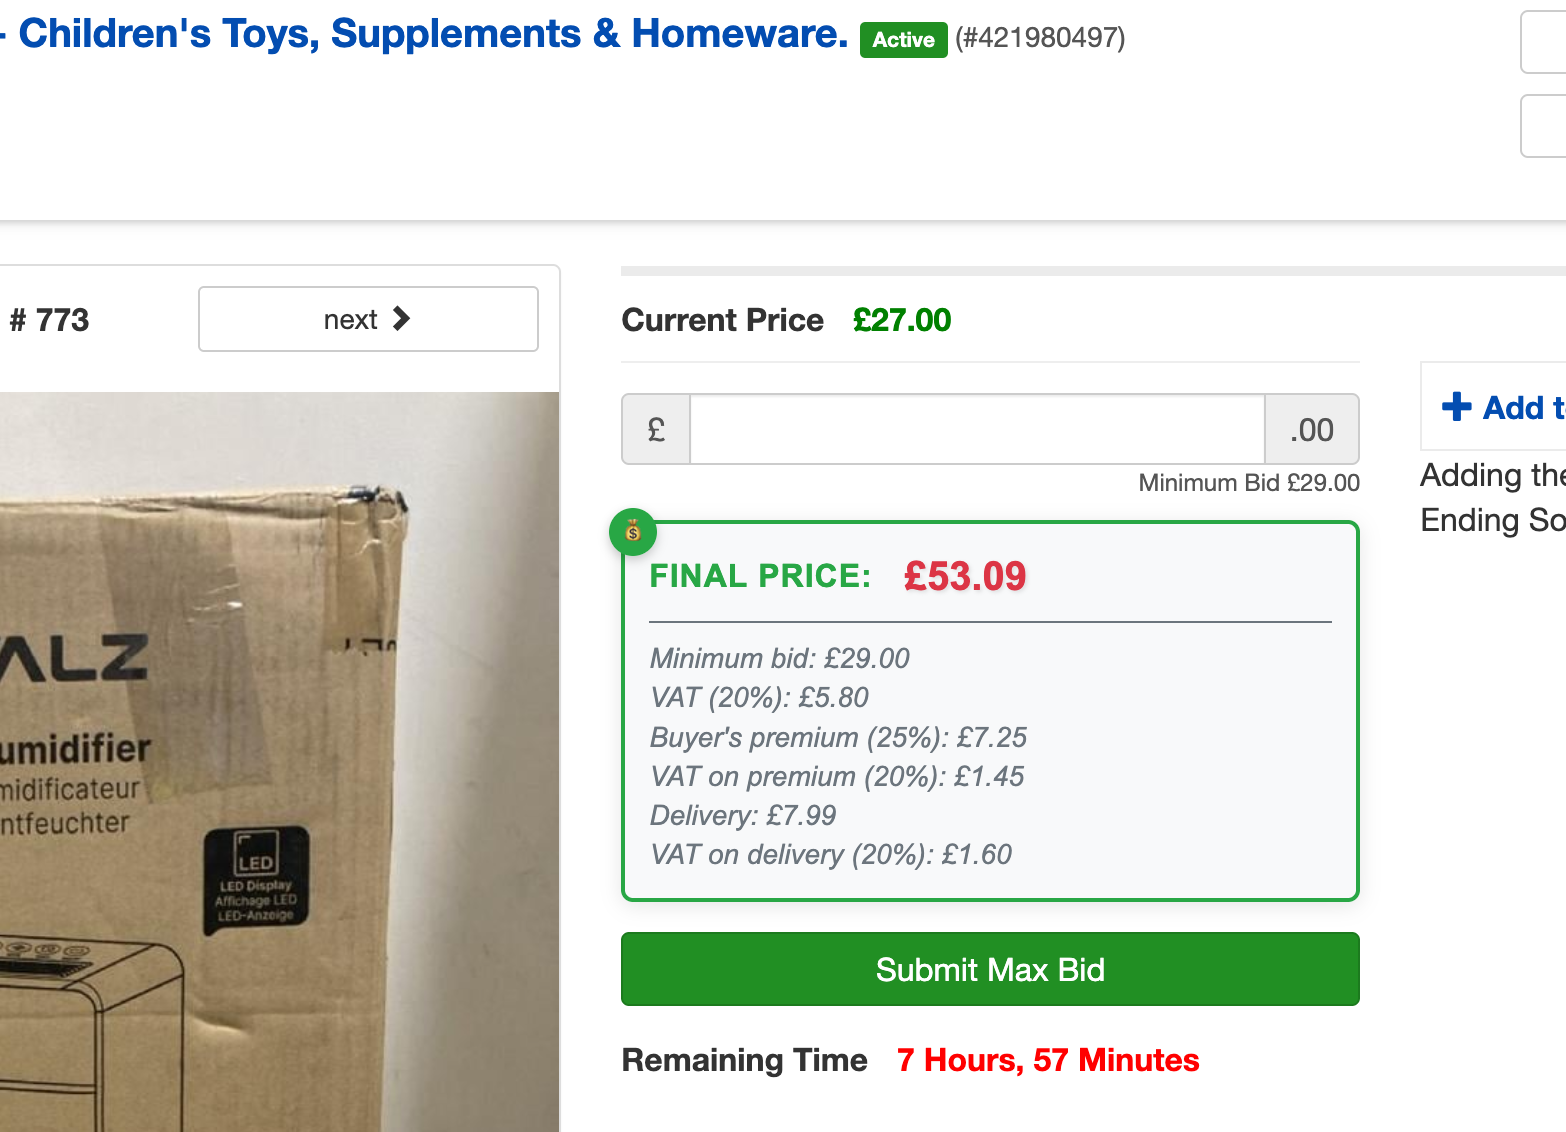 - Children's Toys, Supplements & Homeware. Active (#421980497)
# 773
next
ALZ
umidifier
midificateur
ntfeuchter
LED
LED Display
Affichage LED
LED-Anzeige
Current Price £27.00
£ .00
Minimum Bid £29.00
FINAL PRICE: £53.09
Minimum bid: £29.00
VAT (20%): £5.80
Buyer's premium (25%): £7.25
VAT on premium (20%): £1.45
Delivery: £7.99
VAT on delivery (20%): £1.60
Submit Max Bid
Remaining Time 7 Hours, 57 Minutes
Add t
Adding the
Ending So